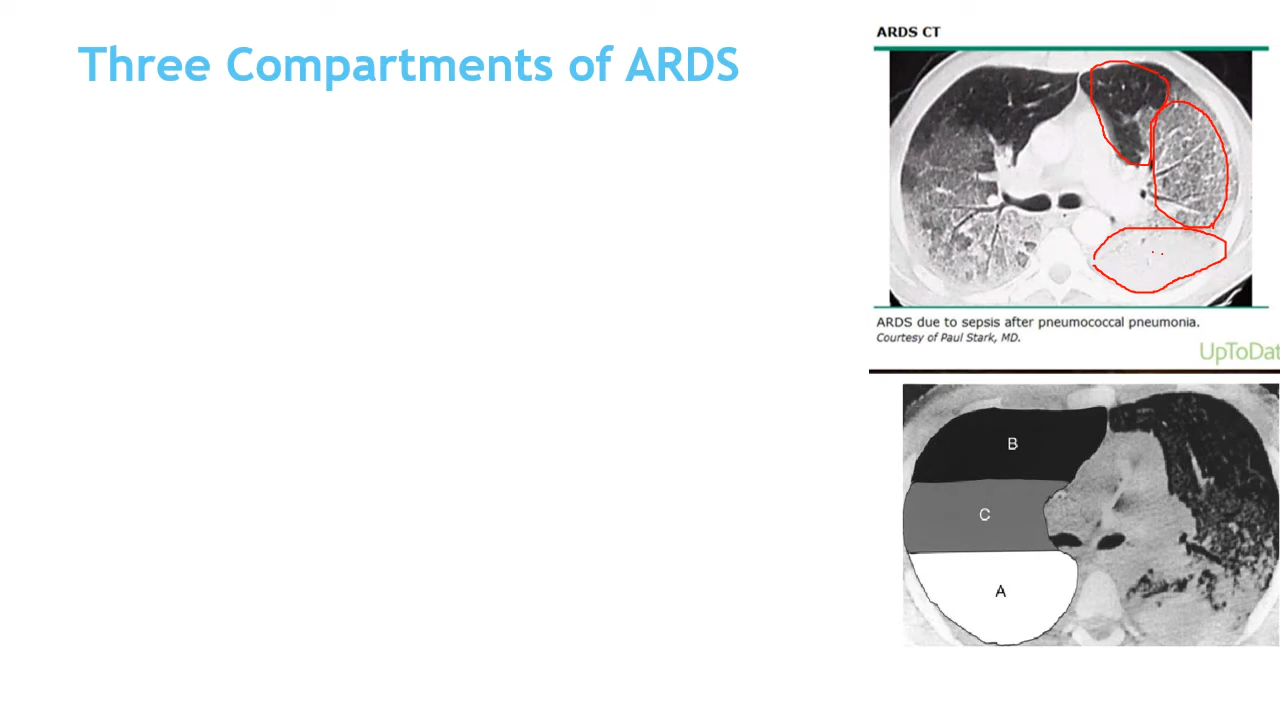 Three Compartments of ARDS
ARDS CT
ARDS due to sepsis after pneumococcal pneumonia.
Courtesy of Paul Stark, MD.
UpToDat
B
C
A